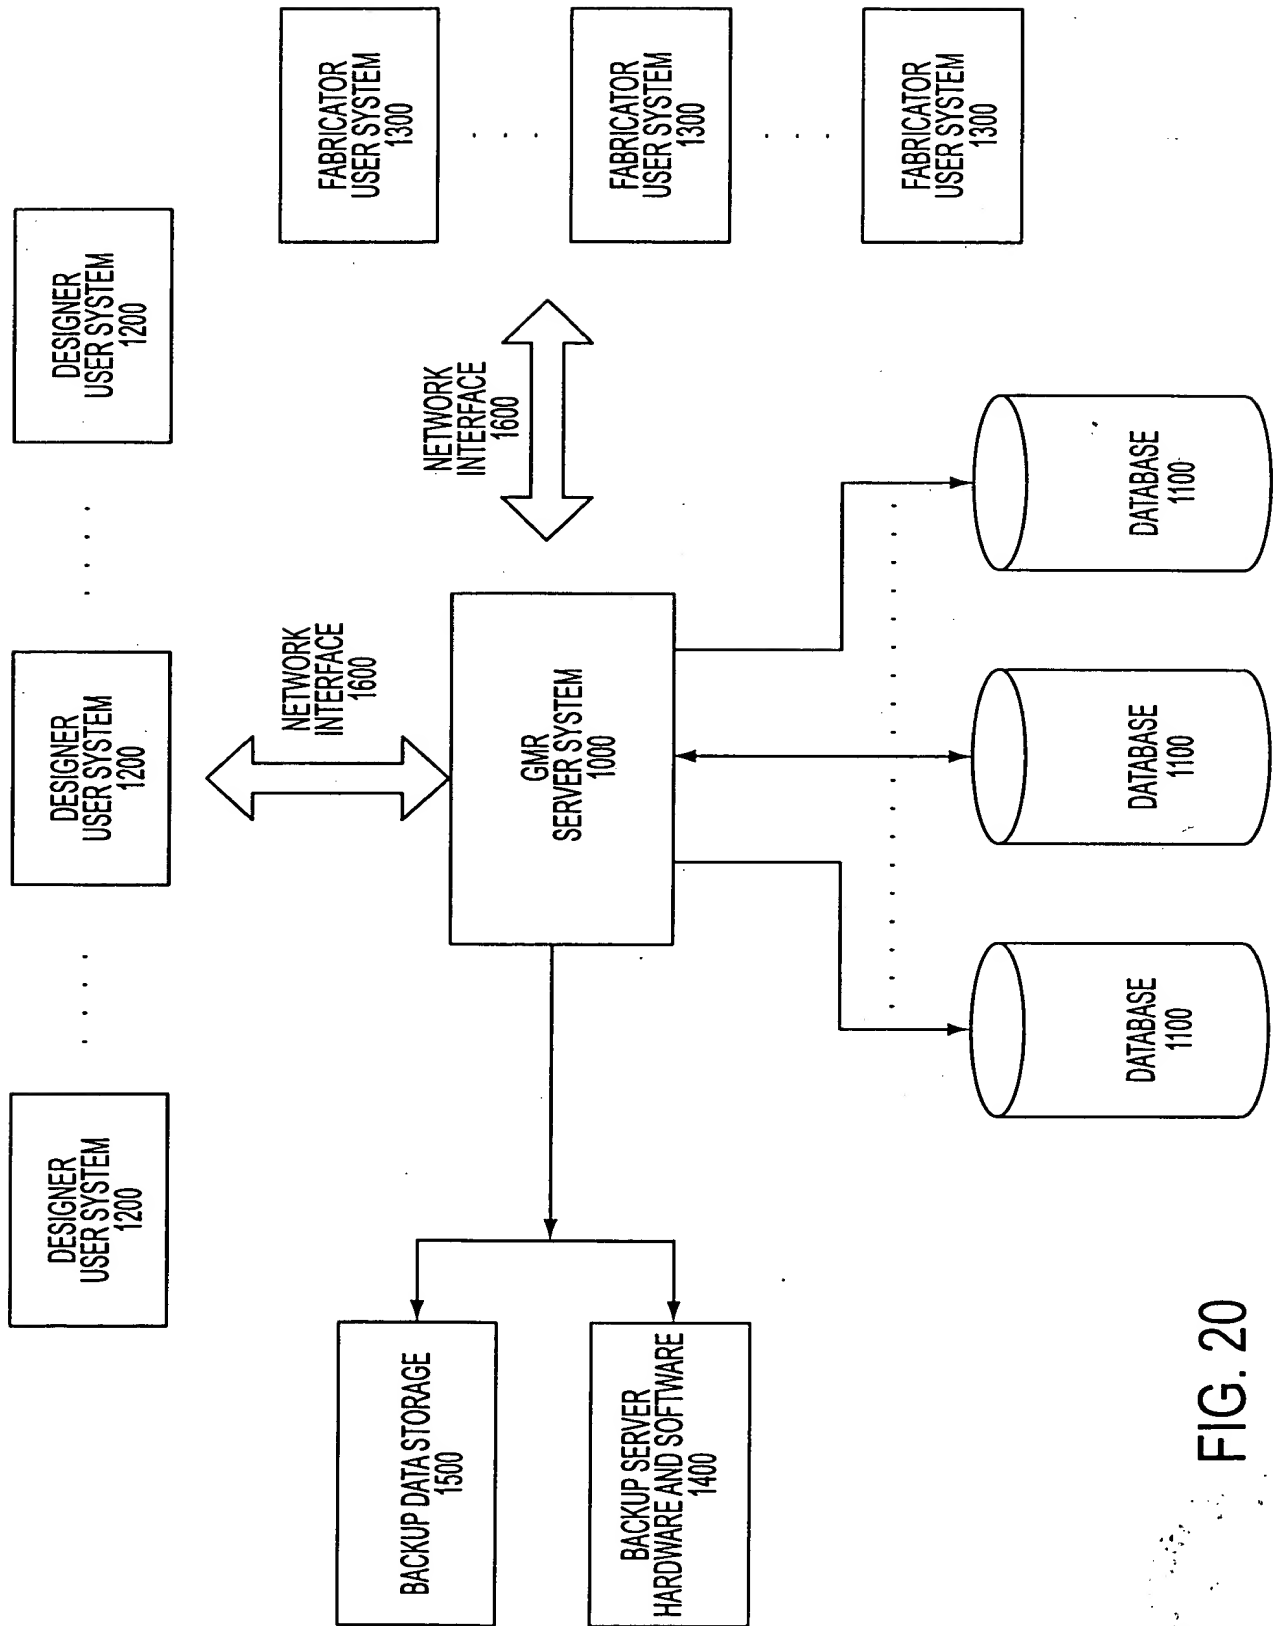 DESIGNER
USER SYSTEM
1200
DESIGNER
USER SYSTEM
1200
DESIGNER
USER SYSTEM
1200
NETWORK
INTERFACE
1600
BACKUP DATA STORAGE
1500
BACKUP SERVER
HARDWARE AND SOFTWARE
1400
GMR
SERVER SYSTEM
1000
NETWORK
INTERFACE
1600
FABRICATOR
USER SYSTEM
1300
FABRICATOR
USER SYSTEM
1300
FABRICATOR
USER SYSTEM
1300
DATABASE
1100
DATABASE
1100
DATABASE
1100
FIG. 20